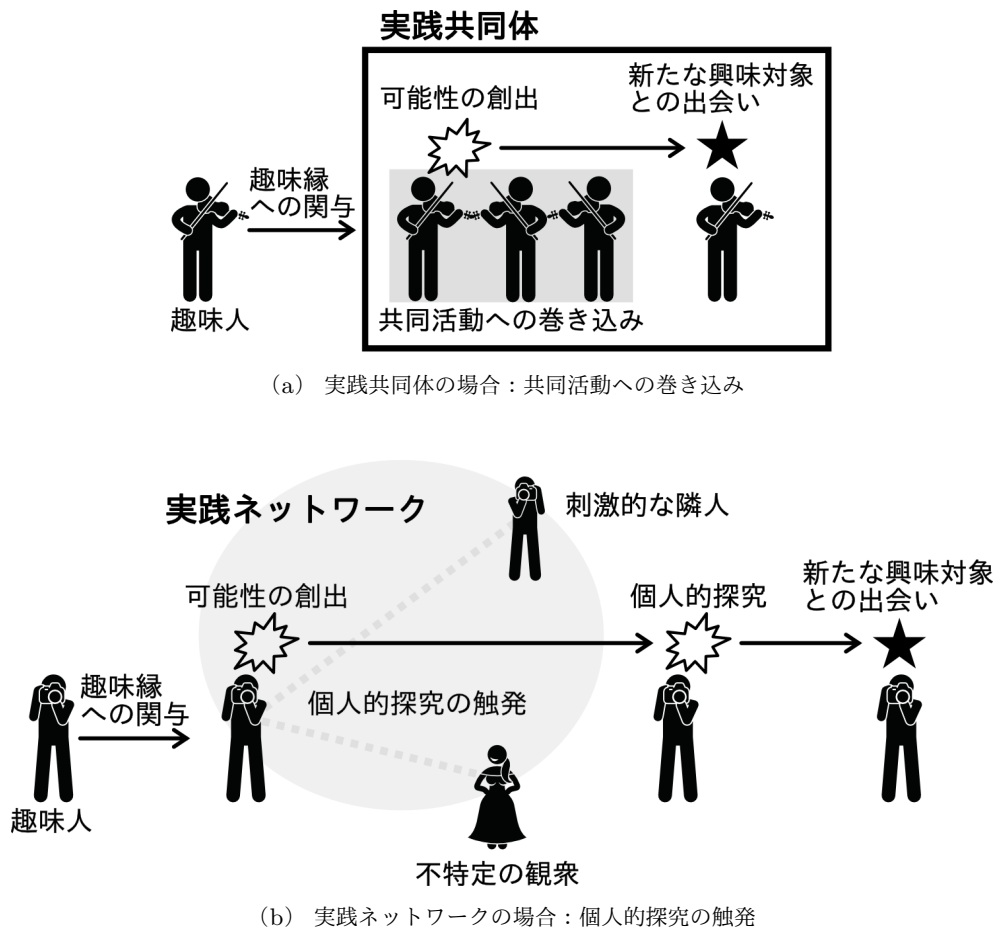 実践共同体
新たな興味対象
との出会い
可能性の創出
趣味縁
への関与
趣味人
共同活動への巻き込み
（a） 実践共同体の場合：共同活動への巻き込み
実践ネットワーク
刺激的な隣人
可能性の創出
個人的探究
新たな興味対象
との出会い
趣味縁
への関与
個人的探究の触発
趣味人
不特定の観衆
（b） 実践ネットワークの場合：個人的探究の触発